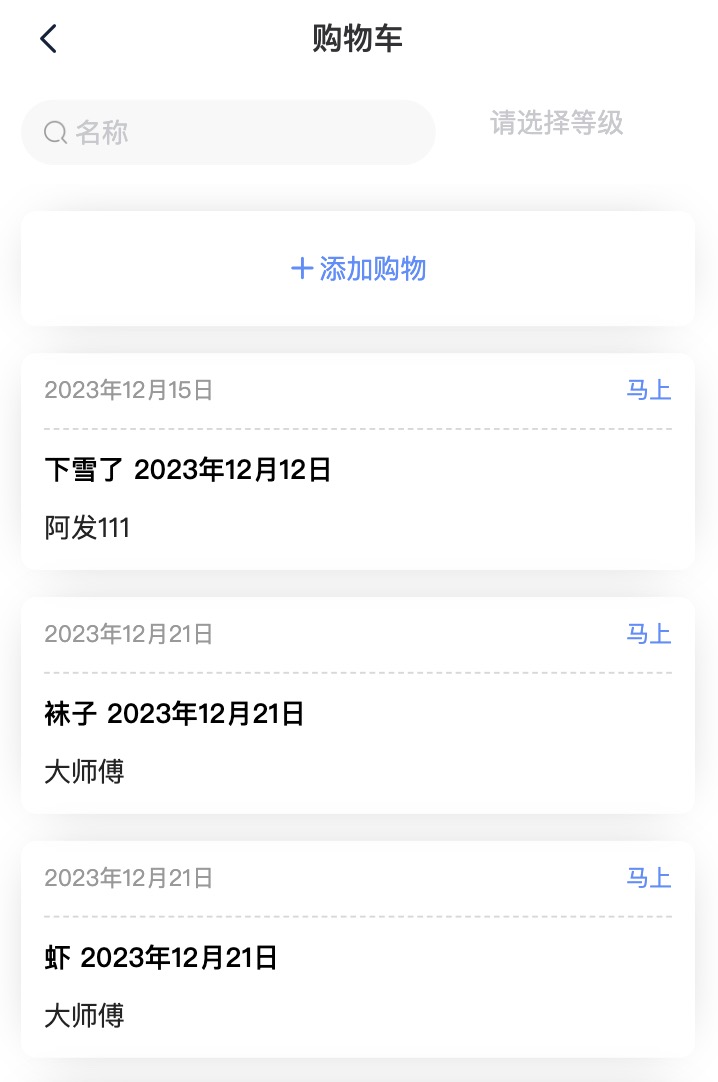 购物车
名称
请选择等级
添加购物
2023年12月15日
马上
下雪了 2023年12月12日
阿发111
2023年12月21日
马上
袜子 2023年12月21日
大师傅
2023年12月21日
马上
虾 2023年12月21日
大师傅